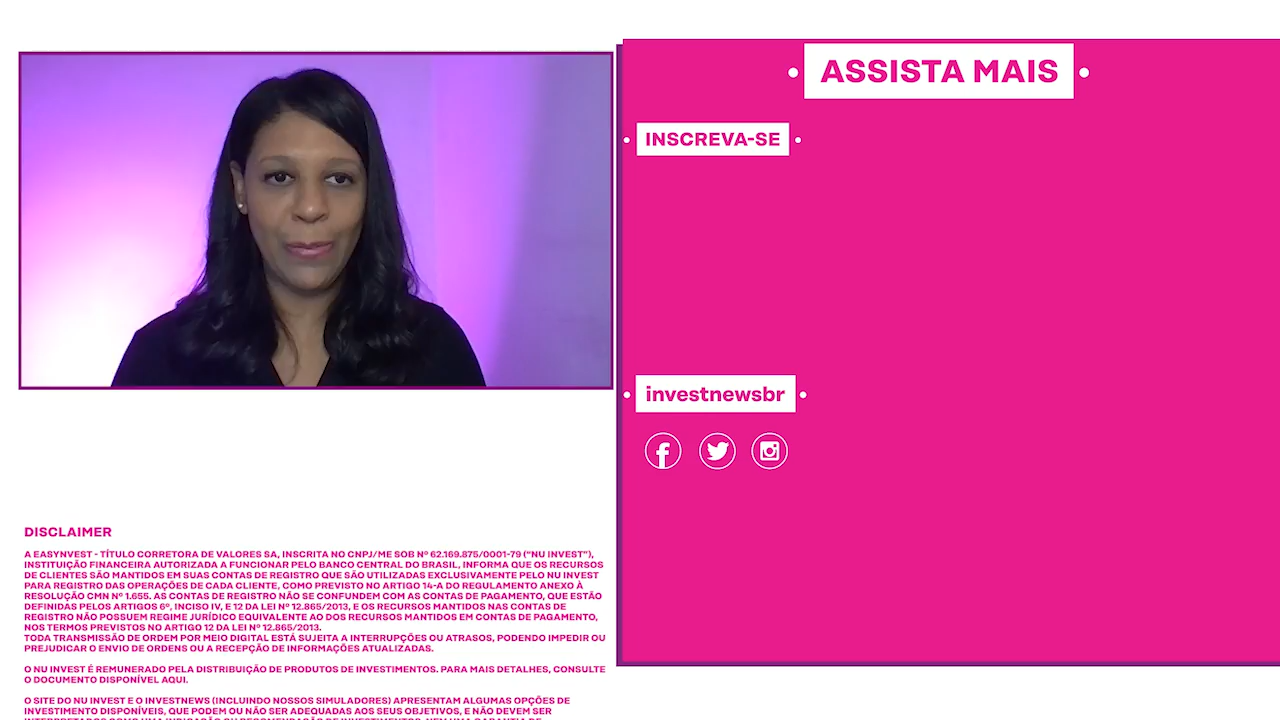 ASSISTA MAIS
INSCREVA-SE
investnewsbr
DISCLAIMER
A EASYNVEST - TÍTULO CORRETORA DE VALORES SA, INSCRITA NO CNPJ/ME SOB Nº 62.169.875/0001-79 ("NU INVEST"),
INSTITUIÇÃO FINANCEIRA AUTORIZADA A FUNCIONAR PELO BANCO CENTRAL DO BRASIL, INFORMA QUE OS RECURSOS
DE CLIENTES SÃO MANTIDOS EM SUAS CONTAS DE REGISTRO QUE SÃO UTILIZADAS EXCLUSIVAMENTE PELO NU INVEST
PARA REGISTRO DAS OPERAÇÕES DE CADA CLIENTE, COMO PREVISTO NO ARTIGO 14-A DO REGULAMENTO ANEXO À
RESOLUÇÃO CMN Nº 1.655. AS CONTAS DE REGISTRO NÃO SE CONFUNDEM COM AS CONTAS DE PAGAMENTO, QUE ESTÃO
DEFINIDAS PELOS ARTIGOS 6º, INCISO IV, E 12 DA LEI Nº 12.865/2013, E OS RECURSOS MANTIDOS NAS CONTAS DE
REGISTRO NÃO POSSUEM REGIME JURÍDICO EQUIVALENTE AO DOS RECURSOS MANTIDOS EM CONTAS DE PAGAMENTO,
NOS TERMOS PREVISTOS NO ARTIGO 12 DA LEI Nº 12.865/2013.
TODA TRANSMISSÃO DE ORDEM POR MEIO DIGITAL ESTÁ SUJEITA A INTERRUPÇÕES OU ATRASOS, PODENDO IMPEDIR OU
PREJUDICAR O ENVIO DE ORDENS OU A RECEPÇÃO DE INFORMAÇÕES ATUALIZADAS.
O NU INVEST É REMUNERADO PELA DISTRIBUIÇÃO DE PRODUTOS DE INVESTIMENTOS. PARA MAIS DETALHES, CONSULTE
O DOCUMENTO DISPONÍVEL AQUI.
O SITE DO NU INVEST E O INVESTNEWS (INCLUINDO NOSSOS SIMULADORES) APRESENTAM ALGUMAS OPÇÕES DE
INVESTIMENTO DISPONÍVEIS, QUE PODEM OU NÃO SER ADEQUADAS AOS SEUS OBJETIVOS, E NÃO DEVEM SER